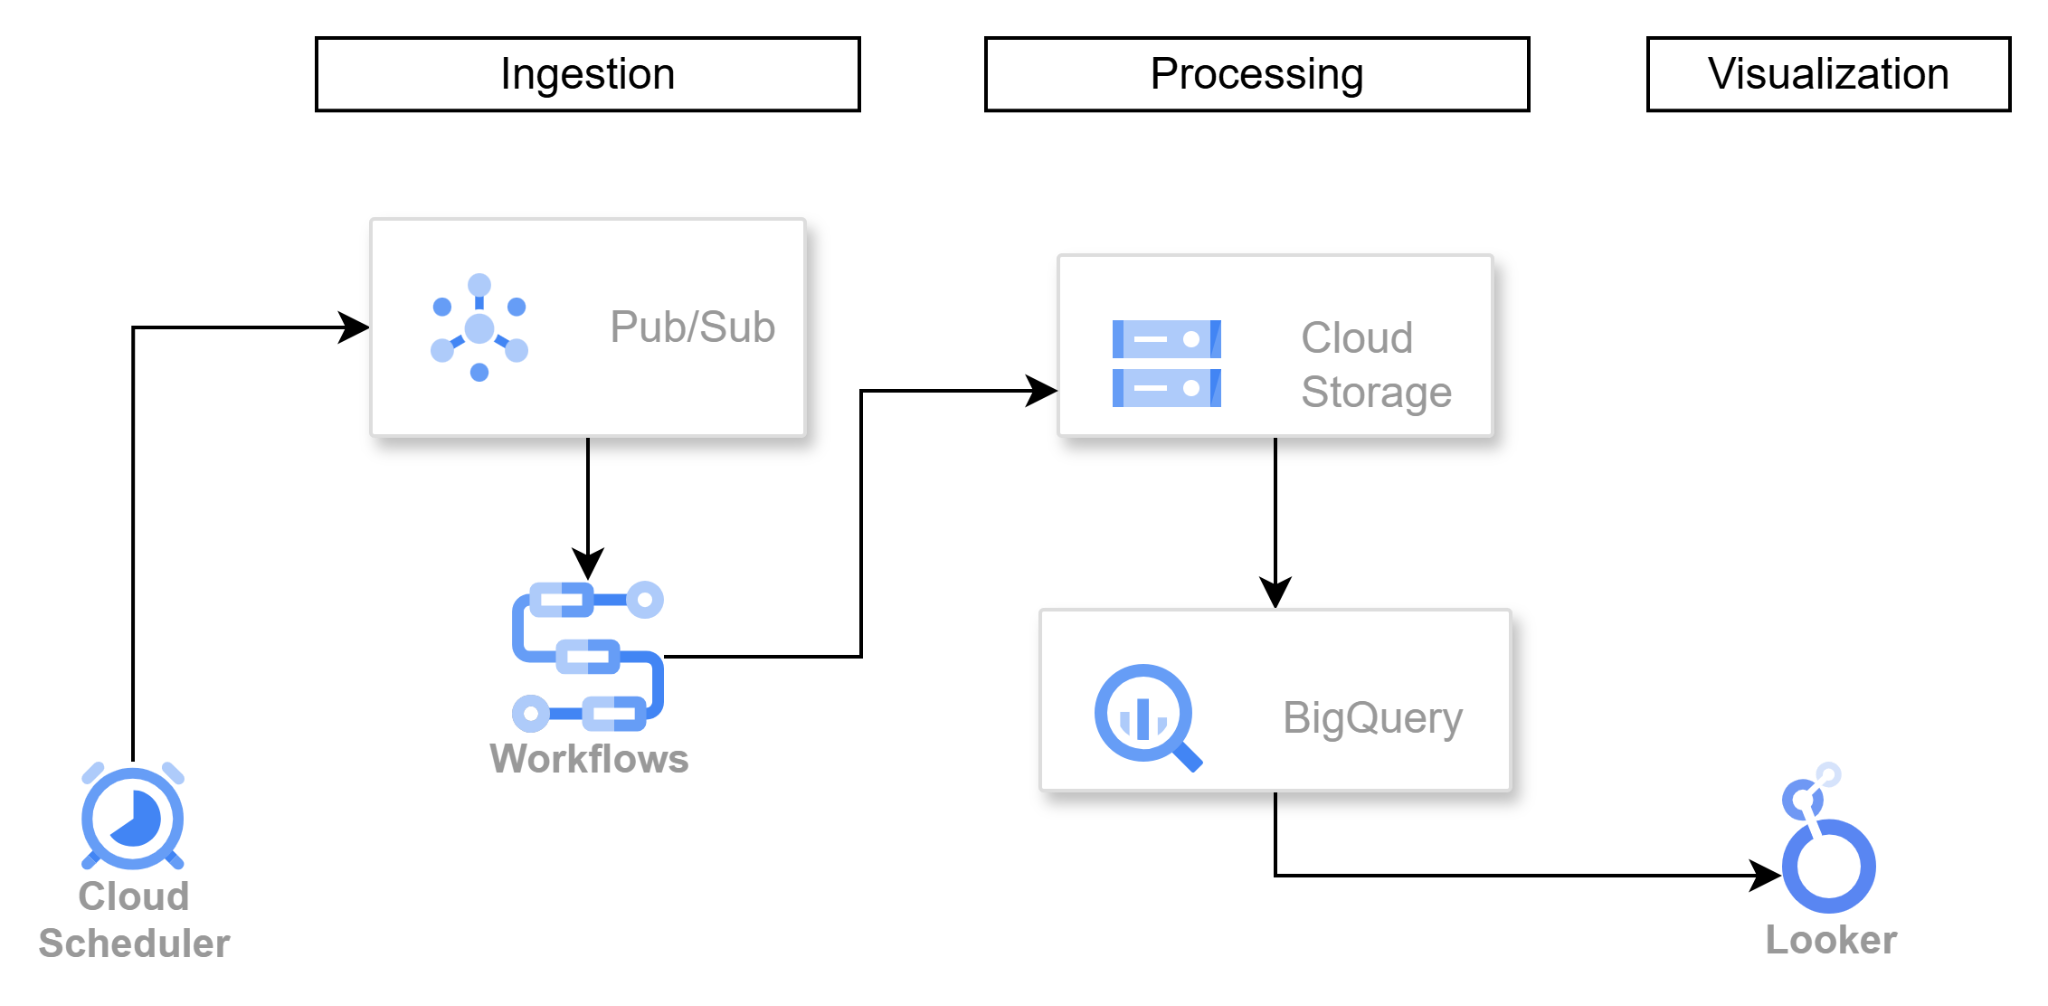 Ingestion
Processing
Visualization
Pub/Sub
Cloud
Storage
Workflows
BigQuery
Cloud
Scheduler
Looker